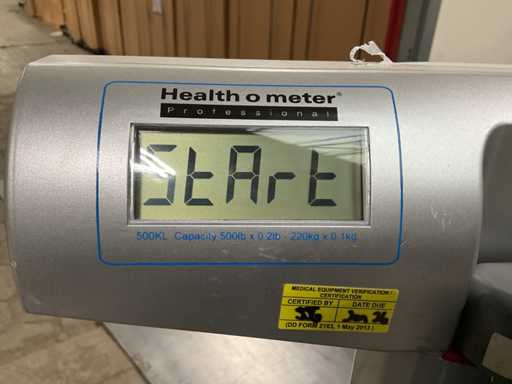 Health o meter®
Professional
StArt
500KL Capacity 500lb x 0.2lb - 220kg x 0.1kg
MEDICAL EQUIPMENT VERIFICATION /
CERTIFICATION
CERTIFIED BY DATE DUE
(DD FORM 2163, 1 May 2012)